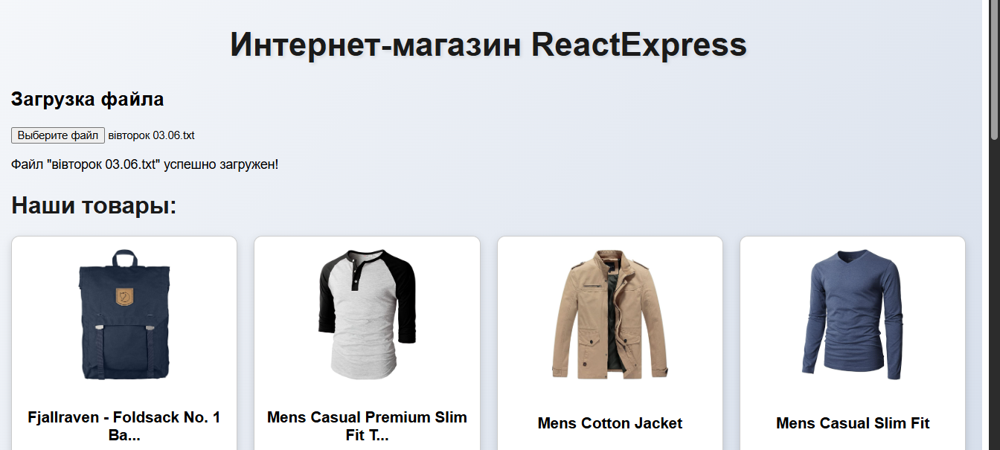 Интернет-магазин ReactExpress
Загрузка файла
Выберите файл вівторок 03.06.txt
Файл "вівторок 03.06.txt" успешно загружен!
Наши товары:
Fjallraven - Foldsack No. 1
Ba...
Mens Casual Premium Slim
Fit T...
Mens Cotton Jacket
Mens Casual Slim Fit